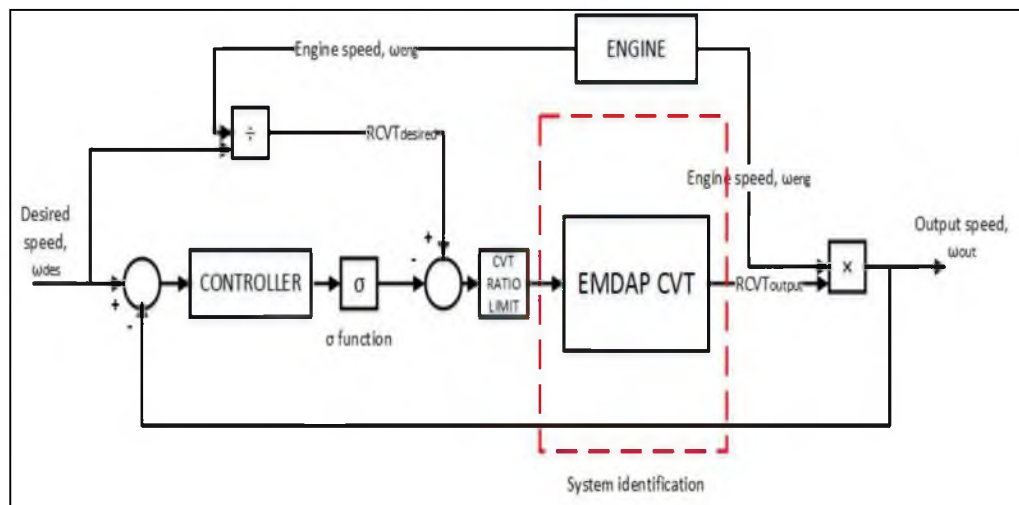 Engine speed, ωeng
ENGINE
÷
RCVTdesired
Engine speed, ωeng
Desired
speed,
ωdes
Output speed,
ωout
+
-
CONTROLLER
σ
+
-
CVT
RATIO
LIMIT
EMDAP CVT
RCVToutput
×
σ function
System identification